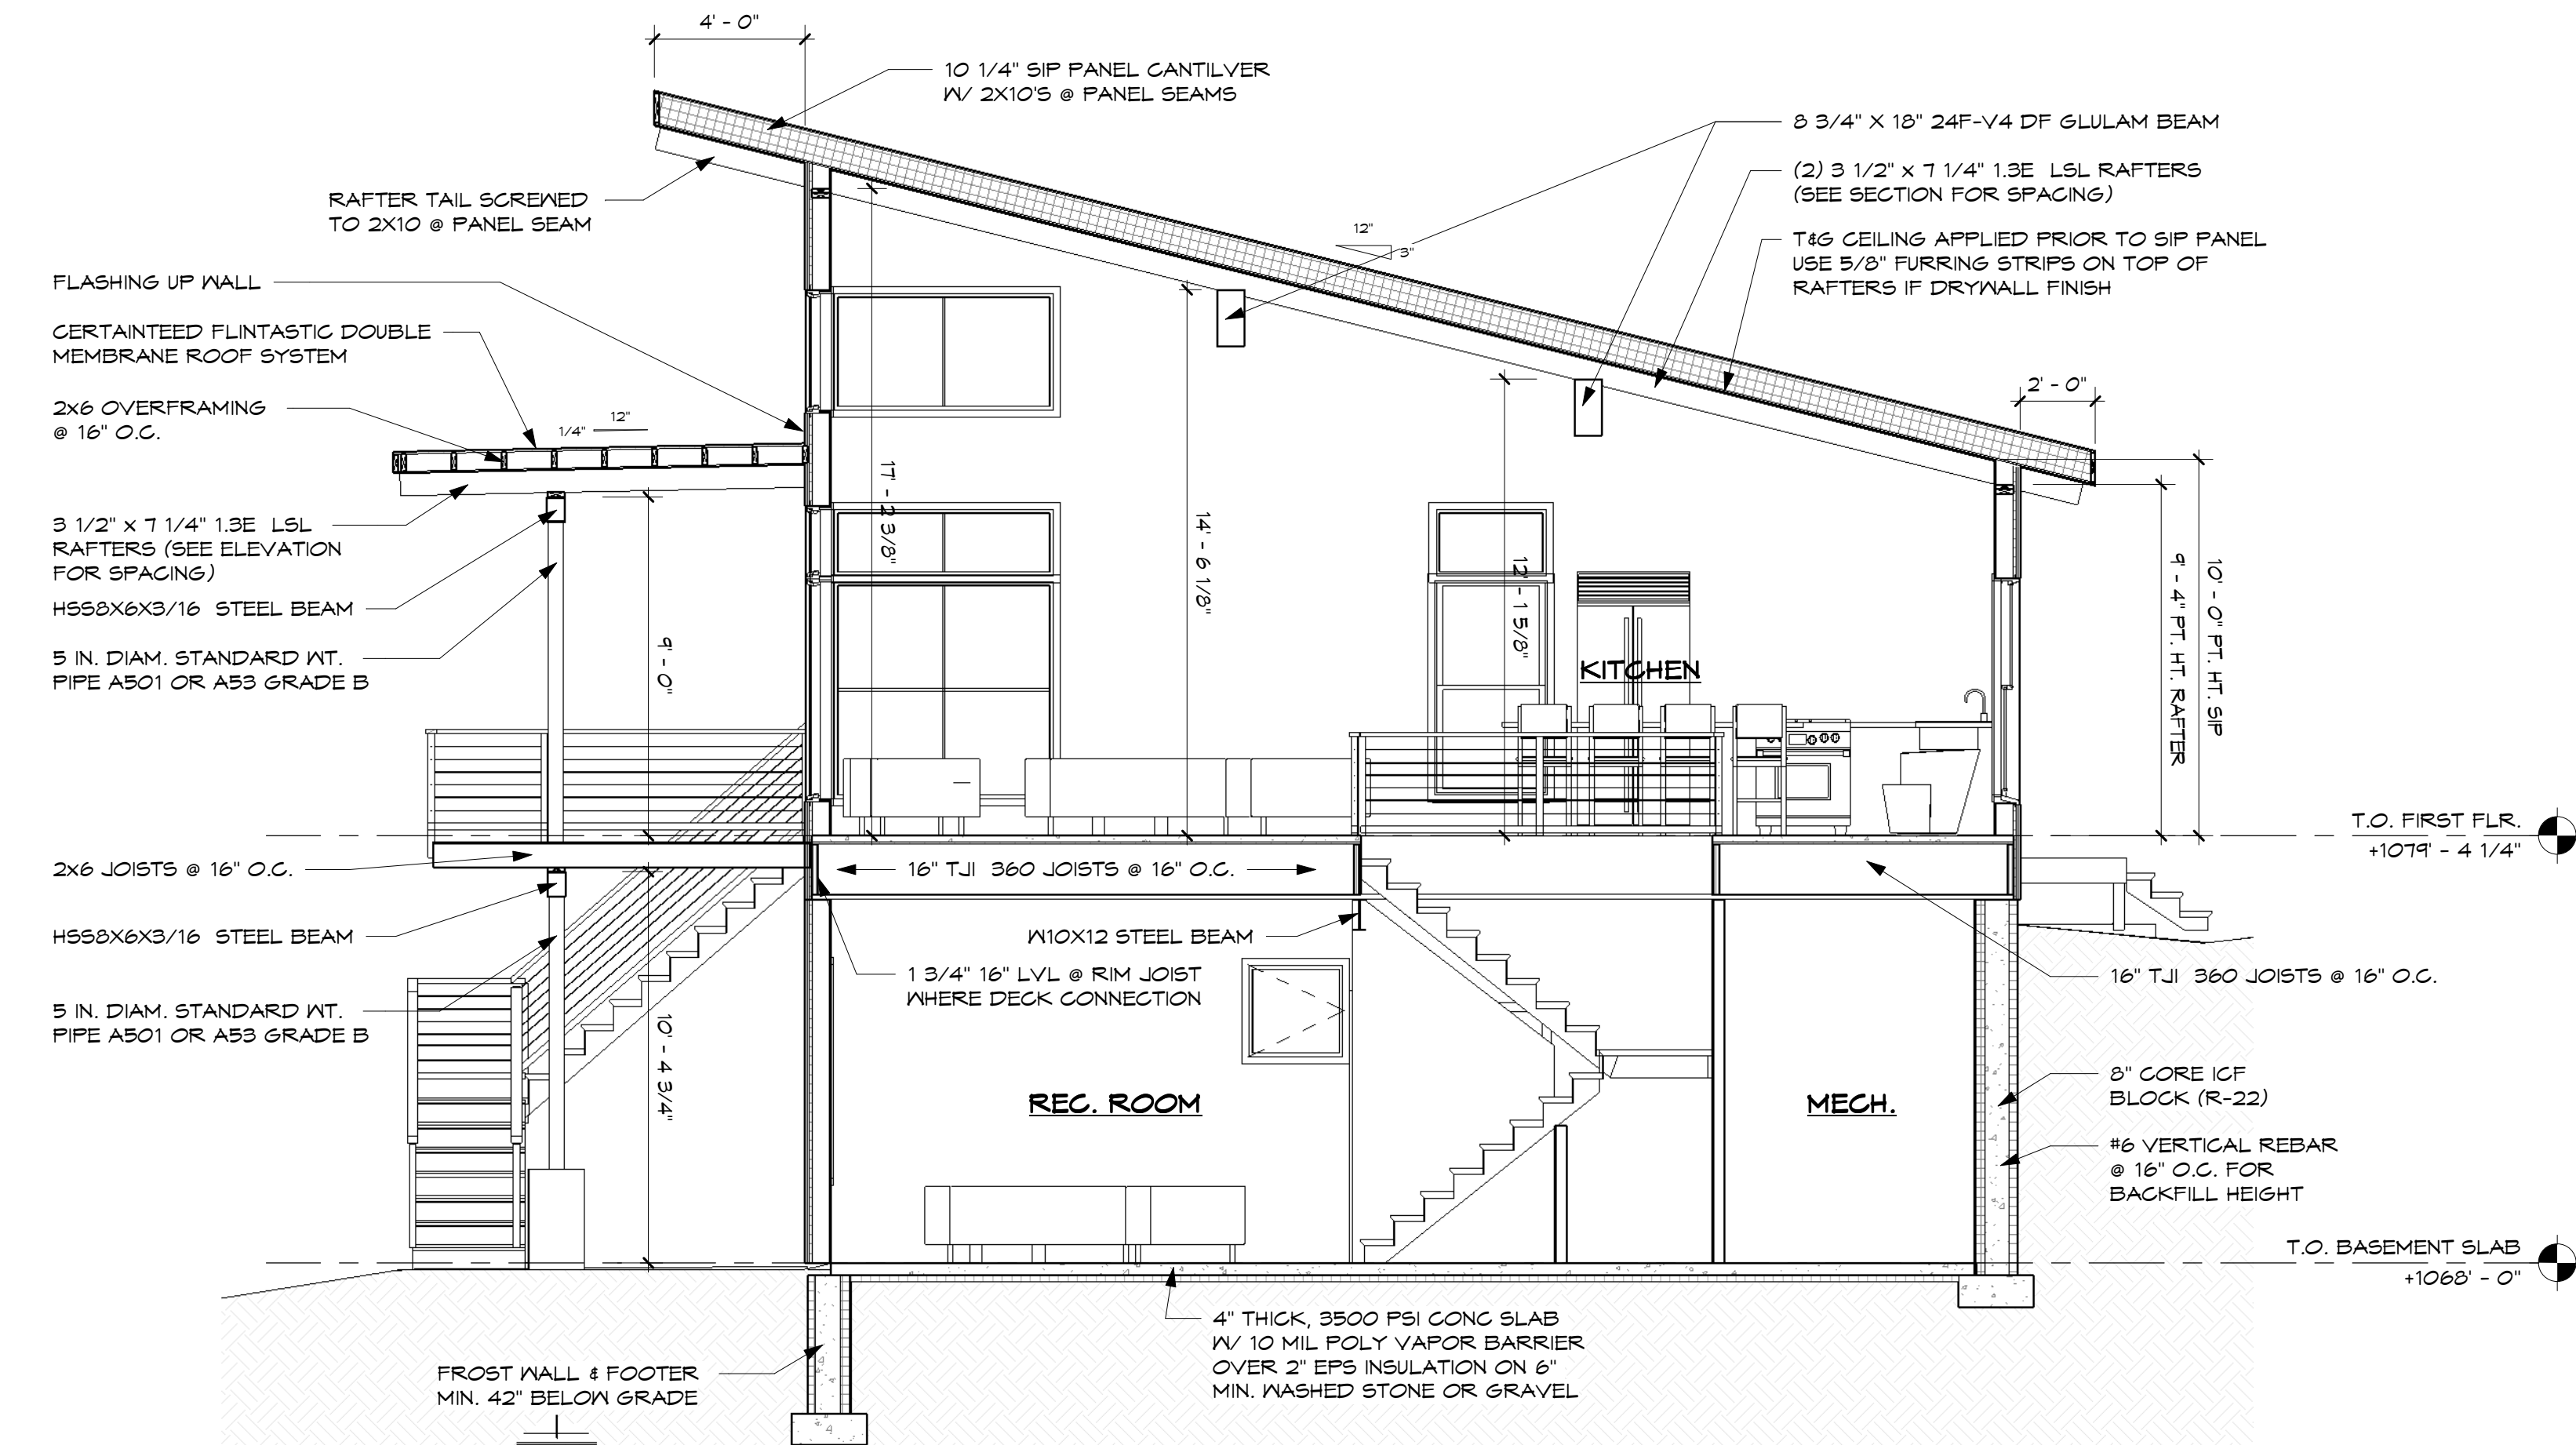 4' - 0"
10 1/4" SIP PANEL CANTILVER
W/ 2X10'S @ PANEL SEAMS
8 3/4" X 18" 24F-V4 DF GLULAM BEAM
(2) 3 1/2" x 7 1/4" 1.3E LSL RAFTERS
(SEE SECTION FOR SPACING)
T&G CEILING APPLIED PRIOR TO SIP PANEL
USE 5/8" FURRING STRIPS ON TOP OF
RAFTERS IF DRYWALL FINISH
12"
3"
2' - 0"
RAFTER TAIL SCREWED
TO 2X10 @ PANEL SEAM
FLASHING UP WALL
CERTAINTEED FLINTASTIC DOUBLE
MEMBRANE ROOF SYSTEM
2x6 OVERFRAMING
@ 16" O.C.
12"
1/4"
3 1/2" x 7 1/4" 1.3E LSL
RAFTERS (SEE ELEVATION
FOR SPACING)
HSS8X6X3/16 STEEL BEAM
5 IN. DIAM. STANDARD WT.
PIPE A501 OR A53 GRADE B
9' - 0"
17' - 2 3/8"
14' - 6 1/8"
12' - 1 5/8"
KITCHEN
9' - 4" PT. HT. RAFTER
10' - 0" PT. HT. SIP
T.O. FIRST FLR.
+1079' - 4 1/4"
2x6 JOISTS @ 16" O.C.
16" TJI 360 JOISTS @ 16" O.C.
HSS8X6X3/16 STEEL BEAM
W10X12 STEEL BEAM
1 3/4" 16" LVL @ RIM JOIST
WHERE DECK CONNECTION
16" TJI 360 JOISTS @ 16" O.C.
5 IN. DIAM. STANDARD WT.
PIPE A501 OR A53 GRADE B
10' - 4 3/4"
REC. ROOM
MECH.
8" CORE ICF
BLOCK (R-22)
#6 VERTICAL REBAR
@ 16" O.C. FOR
BACKFILL HEIGHT
T.O. BASEMENT SLAB
+1068' - 0"
4" THICK, 3500 PSI CONC SLAB
W/ 10 MIL POLY VAPOR BARRIER
OVER 2" EPS INSULATION ON 6"
MIN. WASHED STONE OR GRAVEL
FROST WALL & FOOTER
MIN. 42" BELOW GRADE